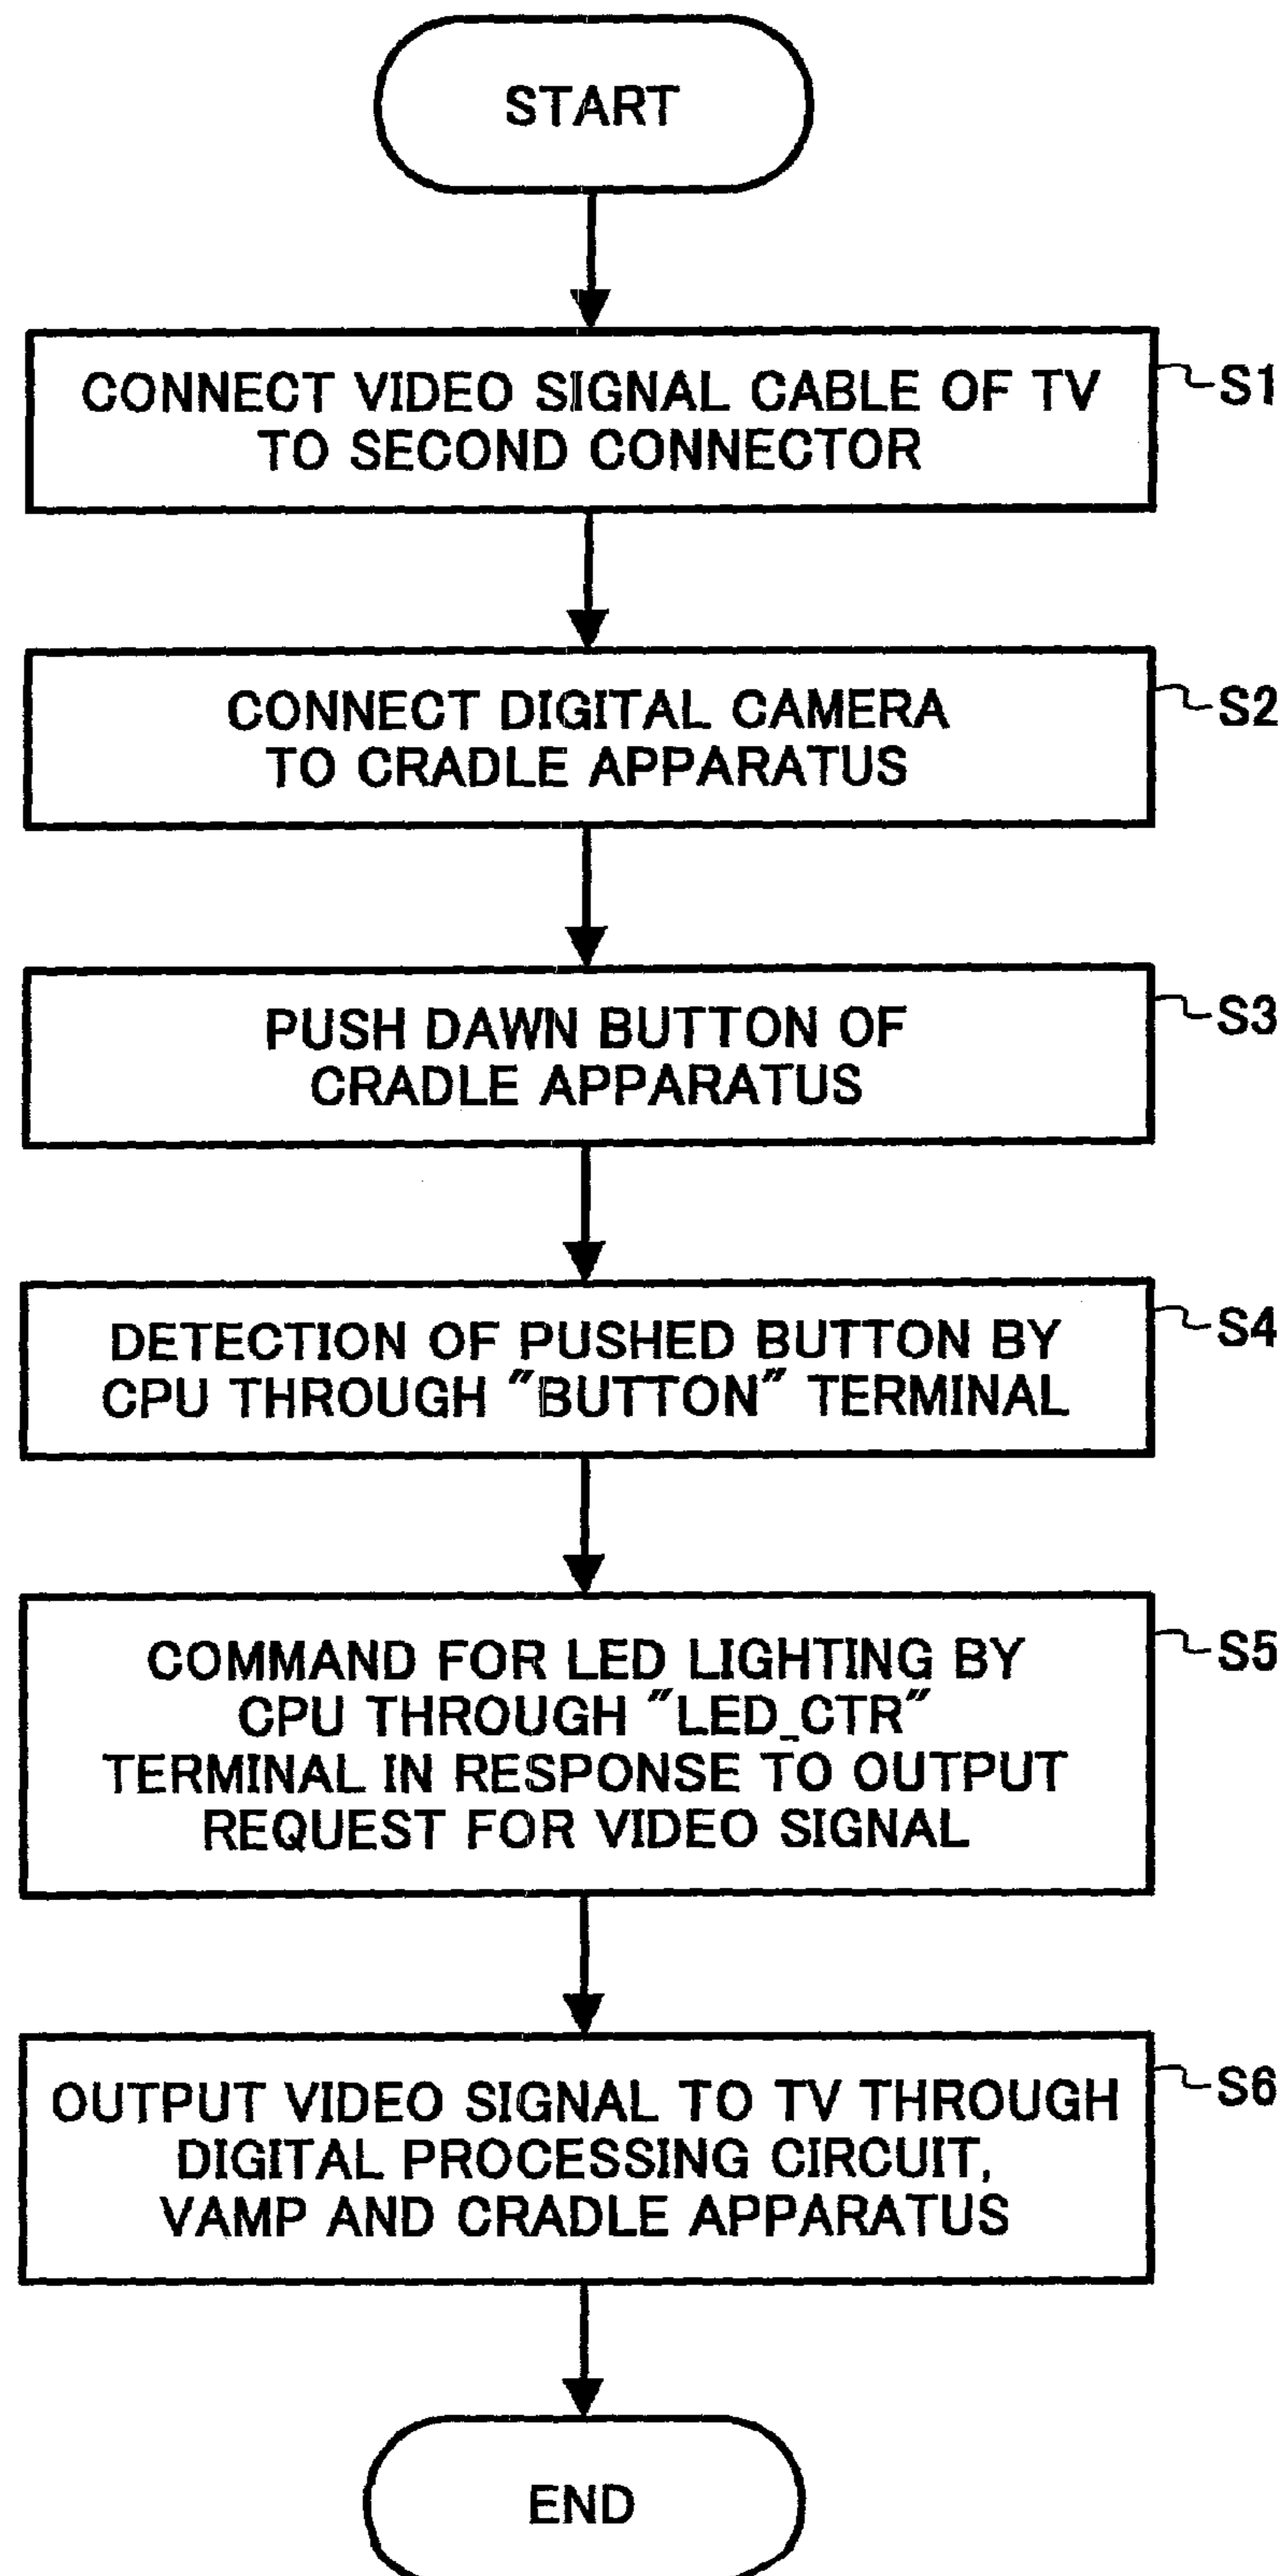 START
CONNECT VIDEO SIGNAL CABLE OF TV
TO SECOND CONNECTOR
S1
CONNECT DIGITAL CAMERA
TO CRADLE APPARATUS
S2
PUSH DAWN BUTTON OF
CRADLE APPARATUS
S3
DETECTION OF PUSHED BUTTON BY
CPU THROUGH "BUTTON" TERMINAL
S4
COMMAND FOR LED LIGHTING BY
CPU THROUGH "LED_CTR"
TERMINAL IN RESPONSE TO OUTPUT
REQUEST FOR VIDEO SIGNAL
S5
OUTPUT VIDEO SIGNAL TO TV THROUGH
DIGITAL PROCESSING CIRCUIT,
VAMP AND CRADLE APPARATUS
S6
END